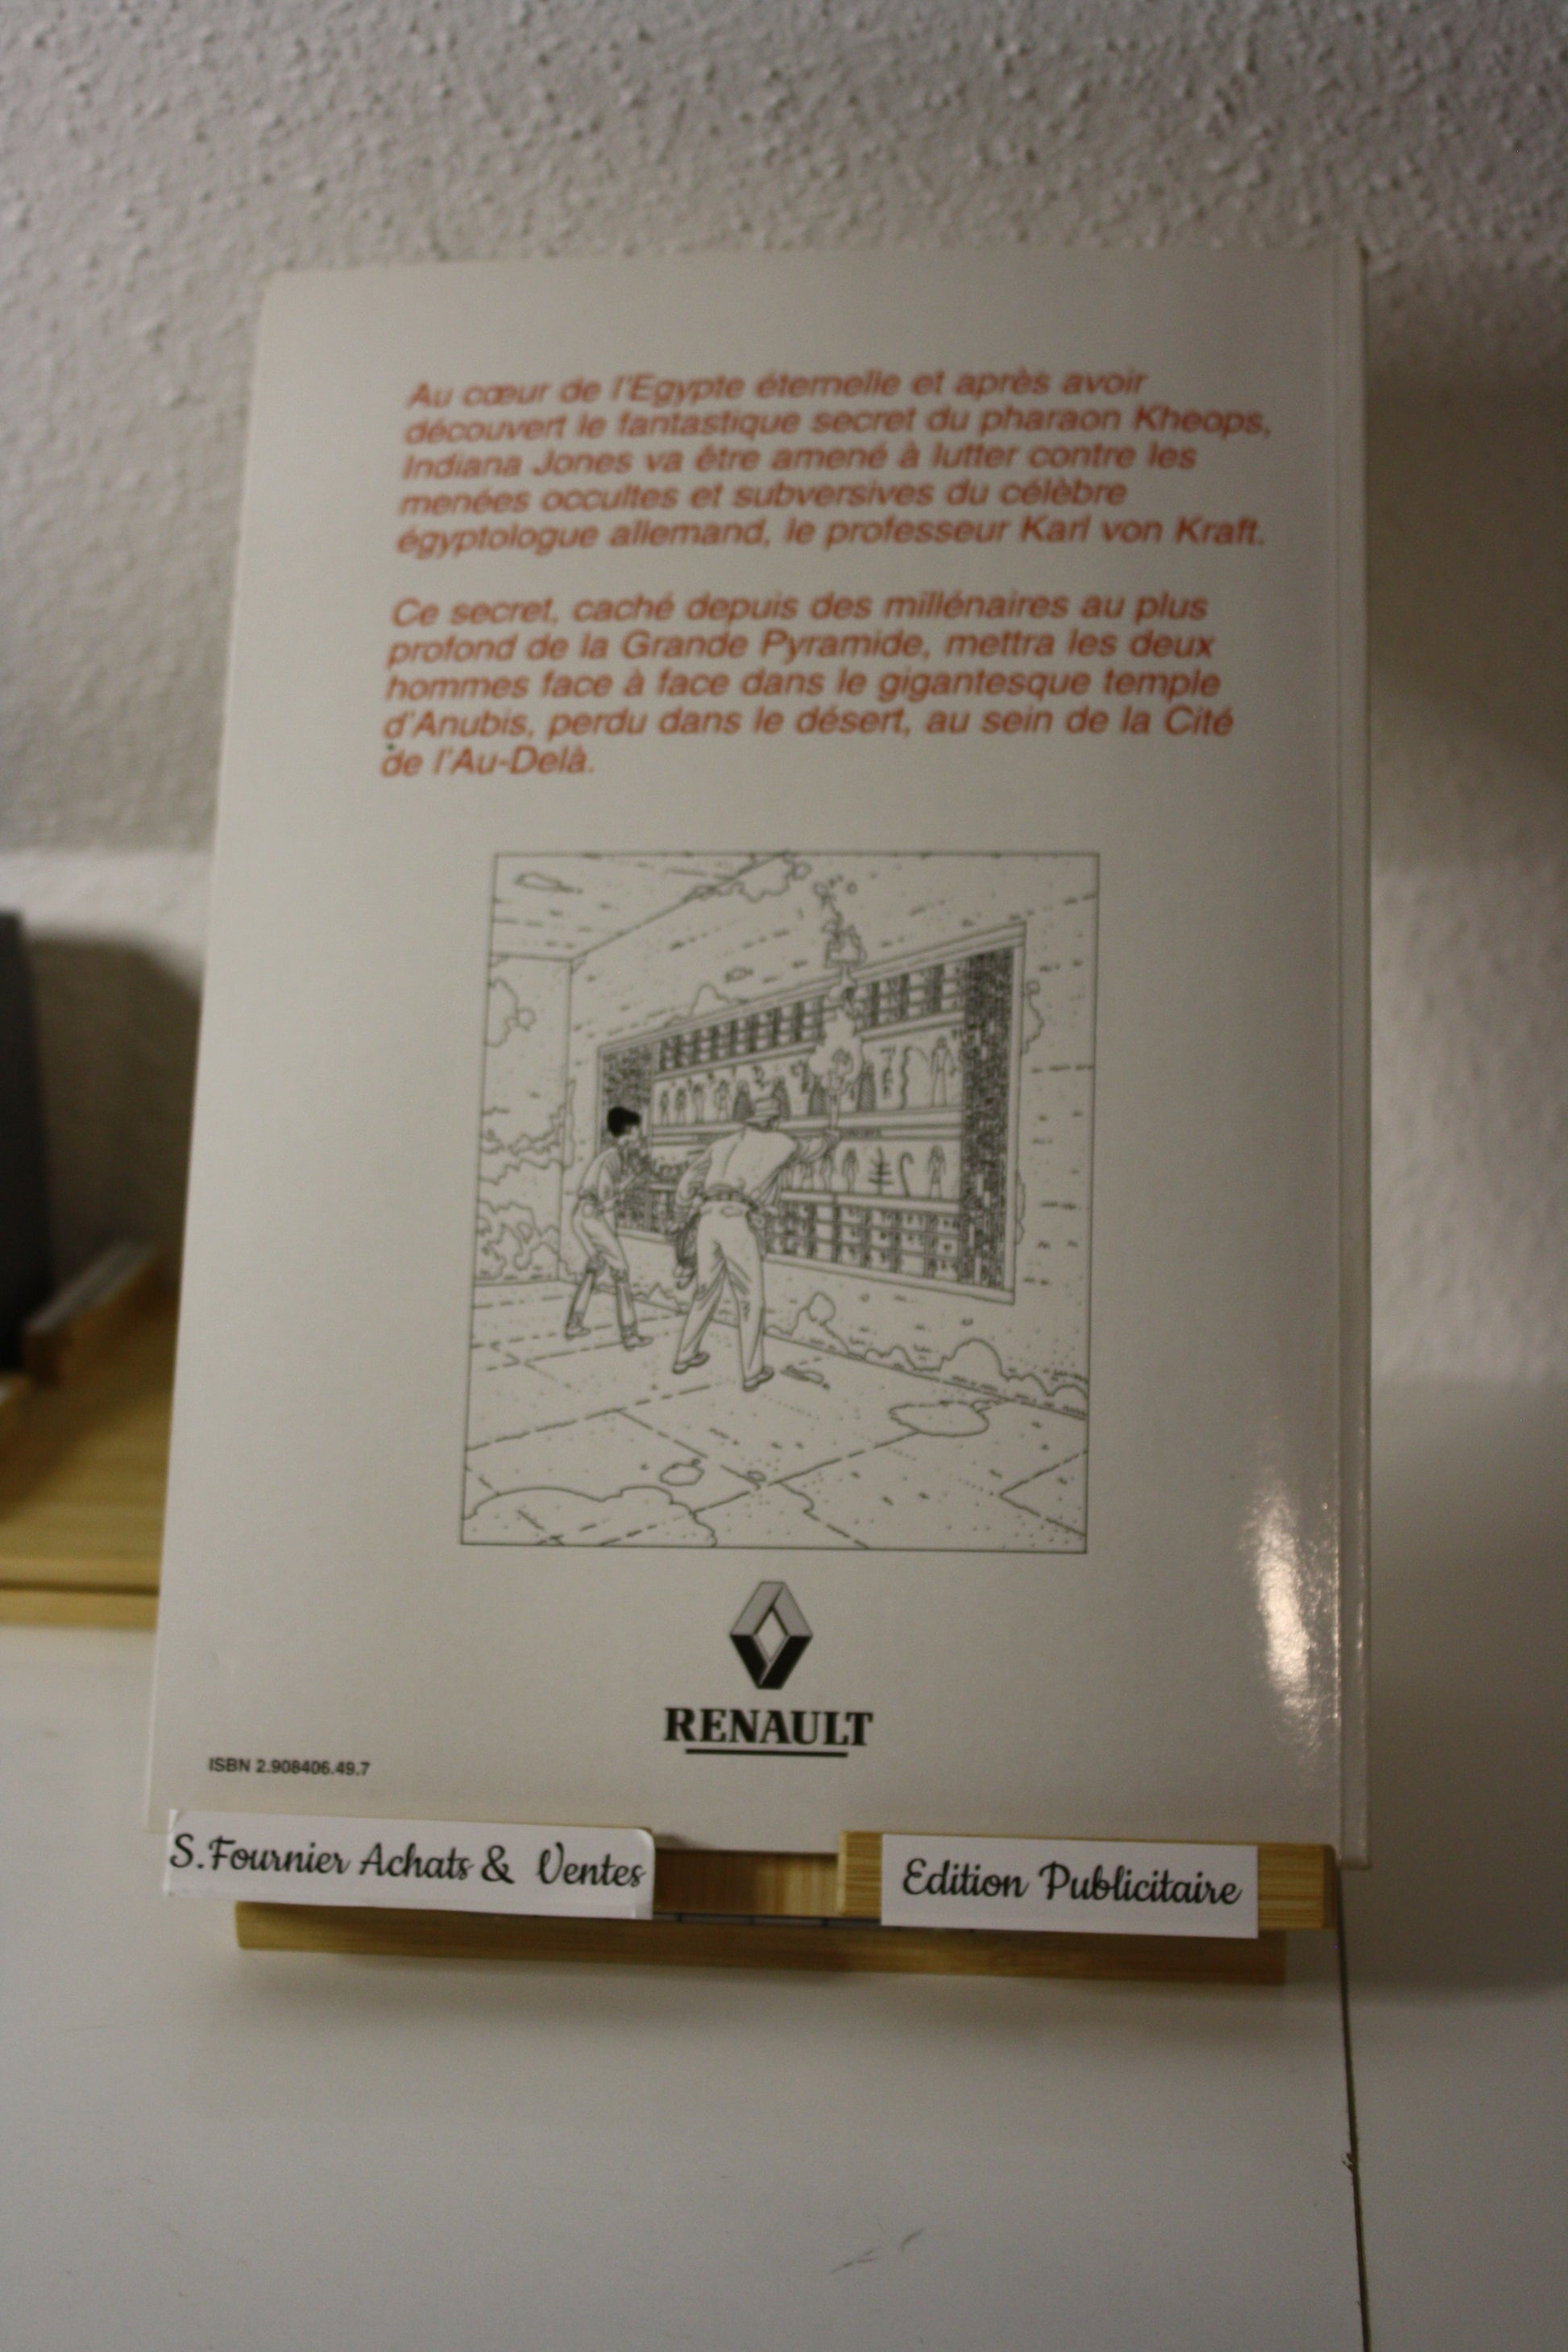 Au cœur de l'Egypte éternelle et après avoir
découvert le fantastique secret du pharaon Kheops,
Indiana Jones va être amené à lutter contre les
menées occultes et subversives du célèbre
égyptologue allemand, le professeur Karl von Kraft.
Ce secret, caché depuis des millénaires au plus
profond de la Grande Pyramide, mettra les deux
hommes face à face dans le gigantesque temple
d'Anubis, perdu dans le désert, au sein de la Cité
de l'Au-Delà.
RENAULT
ISBN 2.908406.49.7
S.Fournier Achats & Ventes
Edition Publicitaire